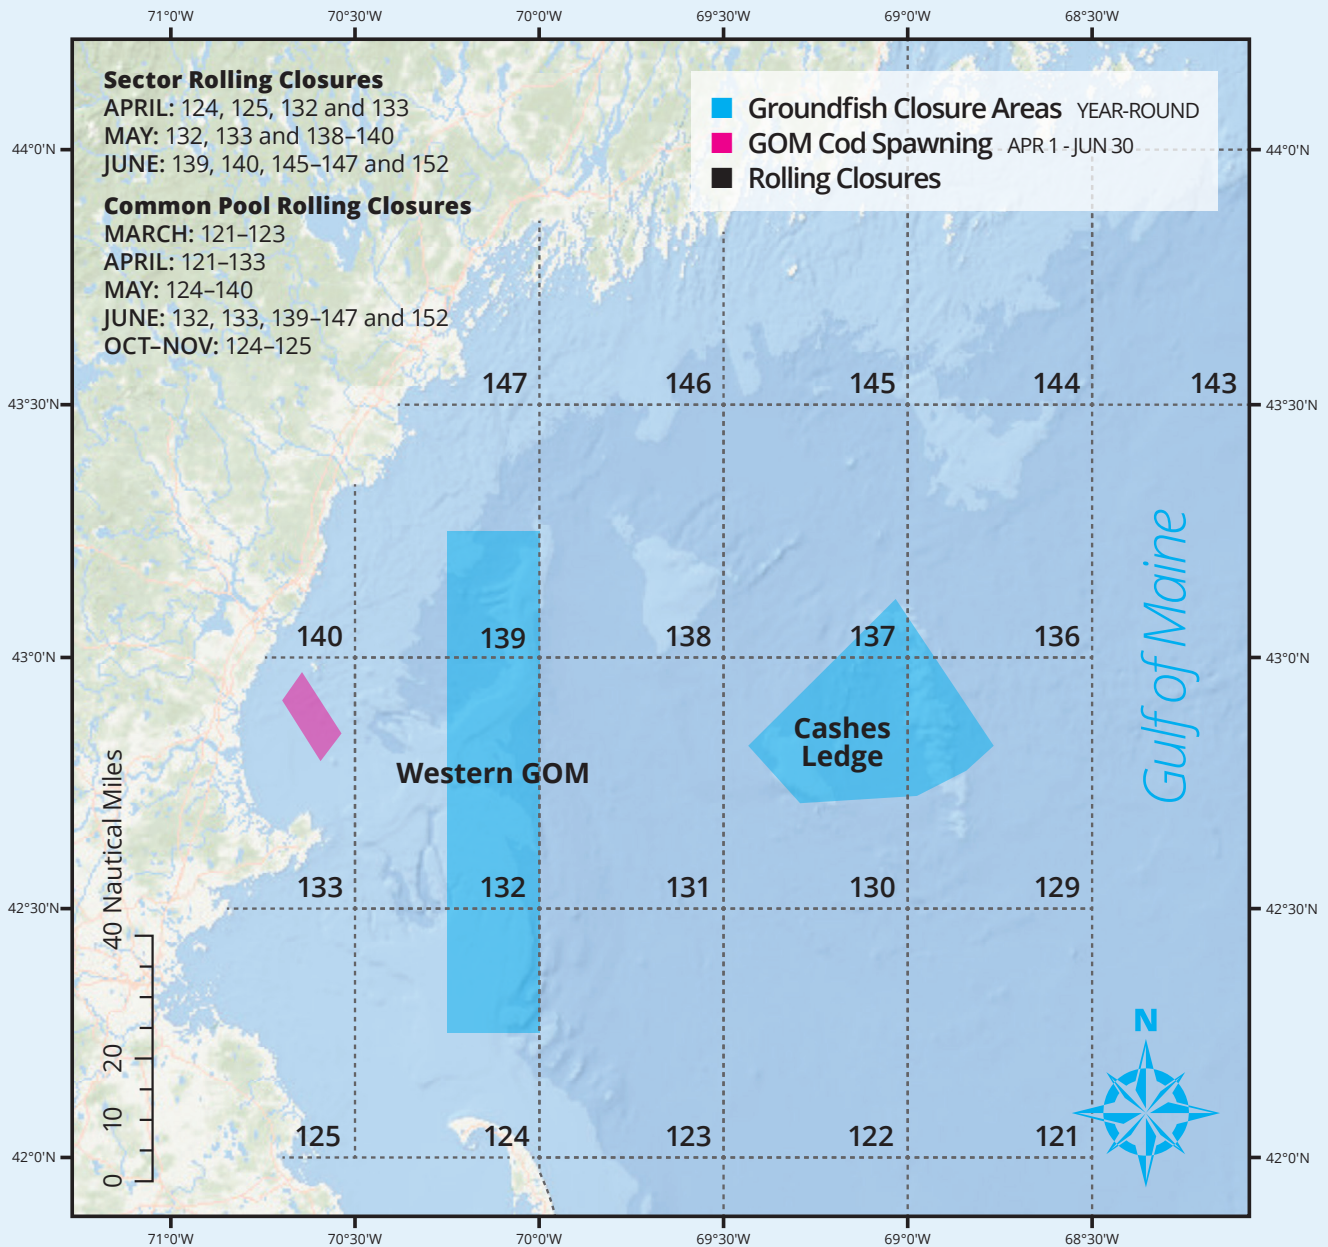 71°0'W 70°30'W 70°0'W 69°30'W 69°0'W 68°30'W
Sector Rolling Closures
APRIL: 124, 125, 132 and 133
MAY: 132, 133 and 138–140
JUNE: 139, 140, 145–147 and 152
Common Pool Rolling Closures
MARCH: 121–123
APRIL: 121–133
MAY: 124–140
JUNE: 132, 133, 139–147 and 152
OCT–NOV: 124–125
Groundfish Closure Areas YEAR-ROUND
GOM Cod Spawning APR 1 - JUN 30
Rolling Closures
44°0'N 44°0'N
147 146 145 144 143
43°30'N 43°30'N
140 139 138 137 136
43°0'N 43°0'N
Cashes
Ledge
Western GOM
Gulf of Maine
133 132 131 130 129
42°30'N 42°30'N
40 Nautical Miles
20
10
0
N
125 124 123 122 121
42°0'N 42°0'N
71°0'W 70°30'W 70°0'W 69°30'W 69°0'W 68°30'W